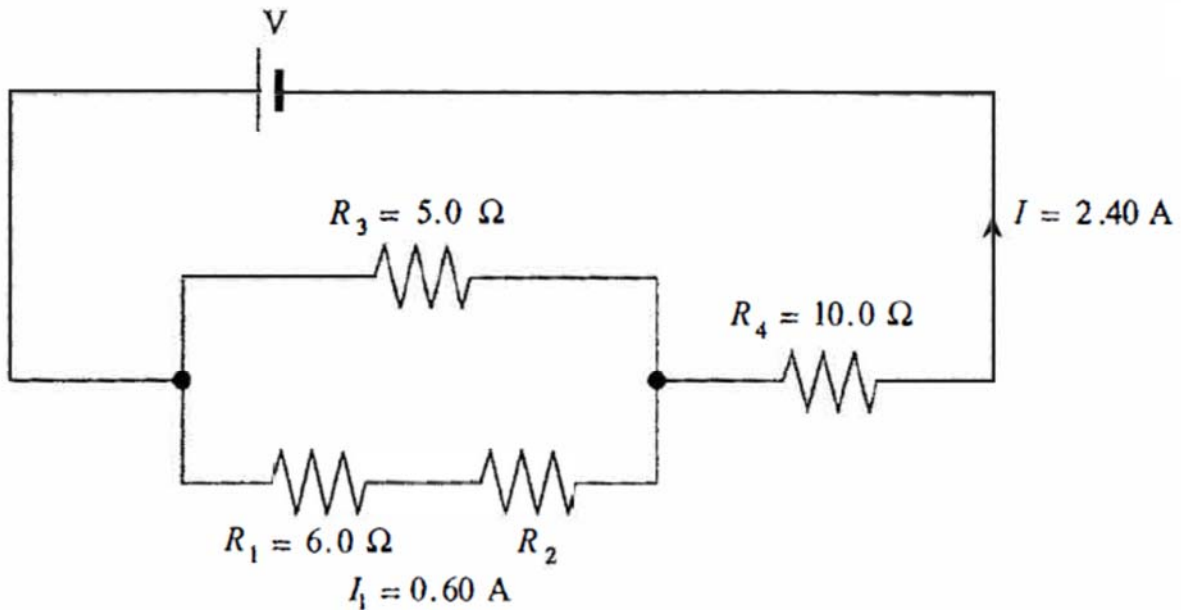 V
R₃ = 5.0 Ω
I = 2.40 A
R₄ = 10.0 Ω
R₁ = 6.0 Ω
R₂
I₁ = 0.60 A